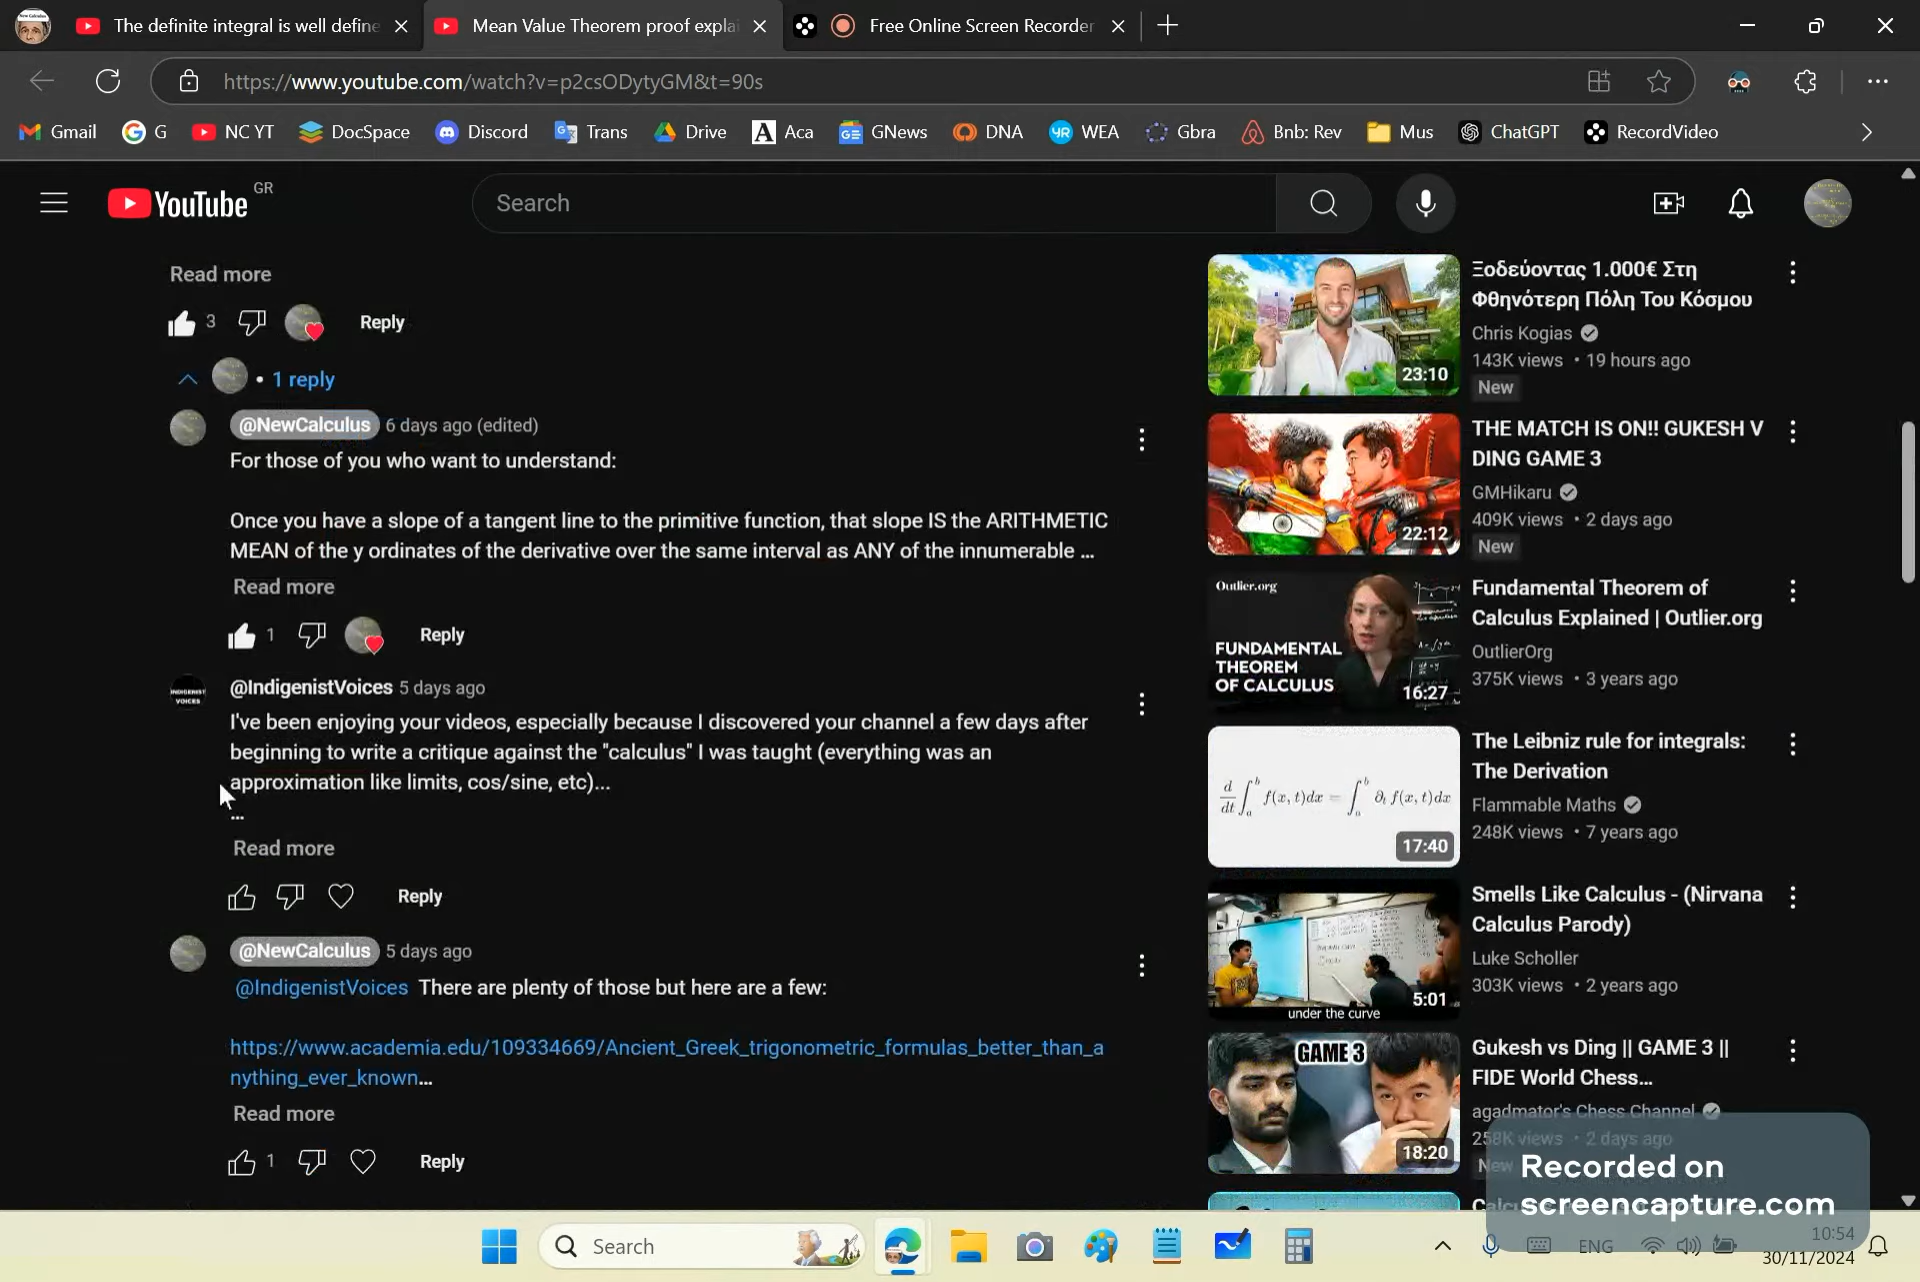 The definite integral is well define
Mean Value Theorem proof explai
Free Online Screen Recorder
https://www.youtube.com/watch?v=p2csODytyGM&t=90s
Gmail
G
NC YT
DocSpace
Discord
Trans
Drive
Aca
GNews
DNA
WEA
Gbra
Bnb: Rev
Mus
ChatGPT
RecordVideo
YouTube GR
Search
Read more
3
Reply
• 1 reply
@NewCalculus 6 days ago (edited)
For those of you who want to understand:
Once you have a slope of a tangent line to the primitive function, that slope IS the ARITHMETIC
MEAN of the y ordinates of the derivative over the same interval as ANY of the innumerable ...
Read more
1
Reply
INDIGENIST
VOICES
@IndigenistVoices 5 days ago
I've been enjoying your videos, especially because I discovered your channel a few days after
beginning to write a critique against the "calculus" I was taught (everything was an
approximation like limits, cos/sine, etc)...
...
Read more
Reply
@NewCalculus 5 days ago
@IndigenistVoices There are plenty of those but here are a few:
https://www.academia.edu/109334669/Ancient_Greek_trigonometric_formulas_better_than_a
nything_ever_known...
Read more
1
Reply
23:10
Ξοδεύοντας 1.000€ Στη
Φθηνότερη Πόλη Του Κόσμου
Chris Kogias
143K views • 19 hours ago
New
22:12
THE MATCH IS ON!! GUKESH V
DING GAME 3
GMHikaru
409K views • 2 days ago
New
Outlier.org
FUNDAMENTAL
THEOREM
OF CALCULUS
16:27
Fundamental Theorem of
Calculus Explained | Outlier.org
OutlierOrg
375K views • 3 years ago
d/dt ∫_a^b f(x, t)dx = ∫_a^b ∂_t f(x, t)dx
17:40
The Leibniz rule for integrals:
The Derivation
Flammable Maths
248K views • 7 years ago
5:01
under the curve
Smells Like Calculus - (Nirvana
Calculus Parody)
Luke Scholler
303K views • 2 years ago
GAME 3
18:20
Gukesh vs Ding || GAME 3 ||
FIDE World Chess...
agadmator's Chess Channel
258K views • 2 days ago
Recorded on
screencapture.com
Search
ENG
10:54
30/11/2024